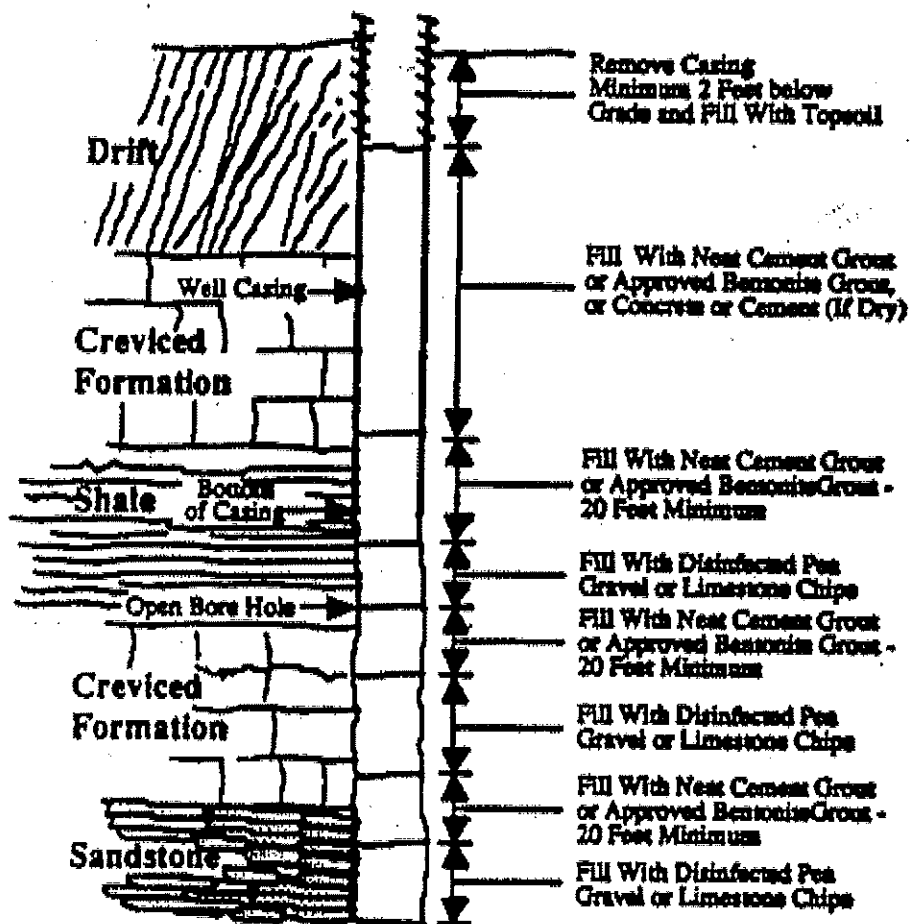 Remove Casing
Minimum 2 Feet below
Grade and Fill With Topsoil
Drift
Fill With Neat Cement Grout
or Approved Bentonite Grout,
or Concrete or Cement (If Dry)
Well Casing
Creviced
Formation
Fill With Neat Cement Grout
or Approved BentoniteGrout -
20 Feet Minimum
Shale
Bottom
of Casing
Fill With Disinfected Pea
Gravel or Limestone Chips
Open Bore Hole
Fill With Neat Cement Grout
or Approved Bentonite Grout -
20 Feet Minimum
Creviced
Formation
Fill With Disinfected Pea
Gravel or Limestone Chips
Fill With Neat Cement Grout
or Approved BentoniteGrout -
20 Feet Minimum
Sandstone
Fill With Disinfected Pea
Gravel or Limestone Chips